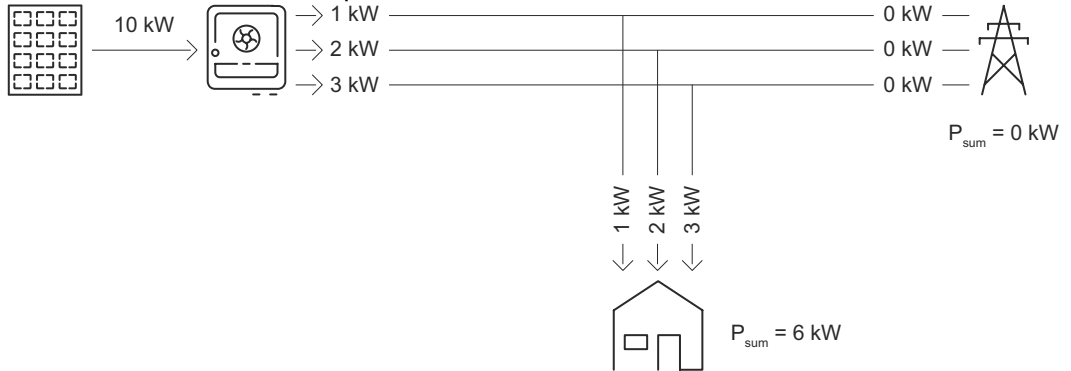 1 kW 0 kW
10 kW
2 kW 0 kW
3 kW 0 kW
P_sum = 0 kW
1 kW
2 kW
3 kW
P_sum = 6 kW